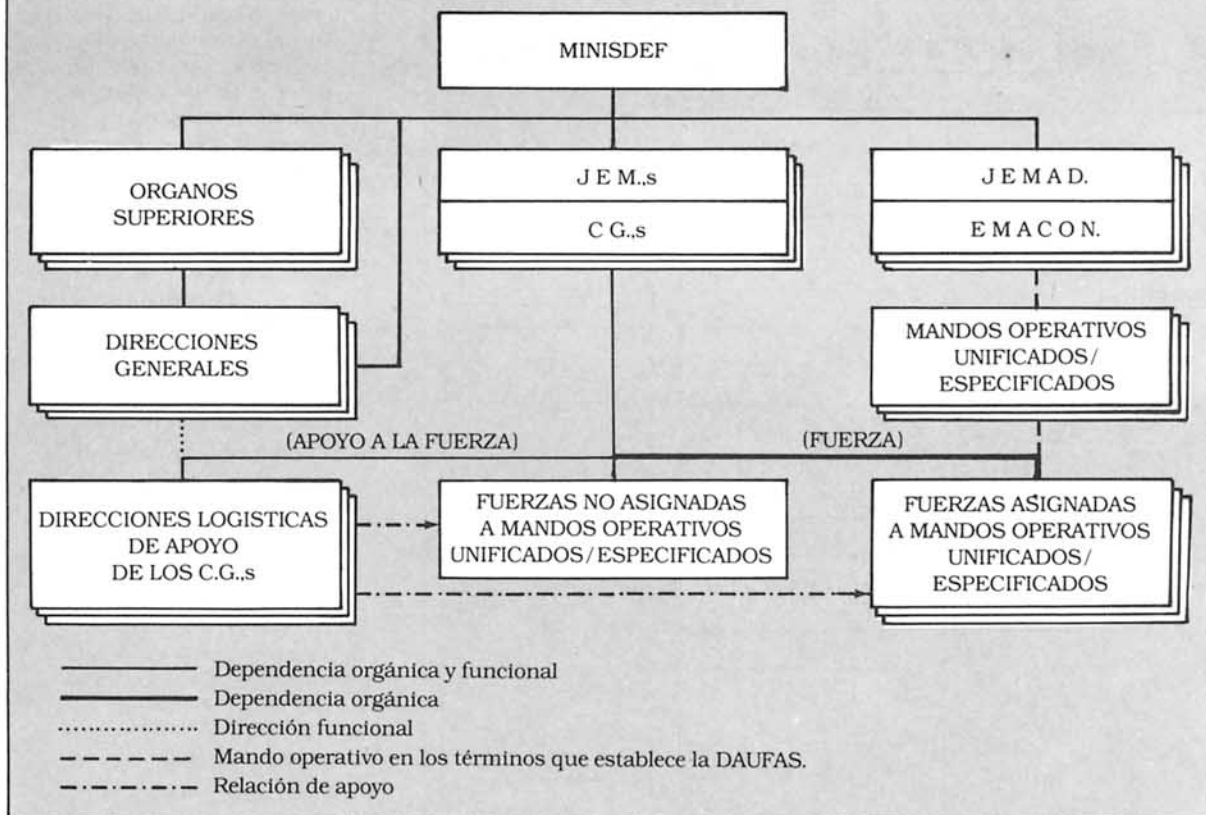 MINISDEF
ORGANOS
SUPERIORES
J E M.,s
C G.,s
J E M A D.
E M A C O N.
DIRECCIONES
GENERALES
MANDOS OPERATIVOS
UNIFICADOS/
ESPECIFICADOS
(APOYO A LA FUERZA)
(FUERZA)
DIRECCIONES LOGISTICAS
DE APOYO
DE LOS C.G.,s
FUERZAS NO ASIGNADAS
A MANDOS OPERATIVOS
UNIFICADOS/ESPECIFICADOS
FUERZAS ASIGNADAS
A MANDOS OPERATIVOS
UNIFICADOS/
ESPECIFICADOS
Dependencia orgánica y funcional
Dependencia orgánica
Dirección funcional
Mando operativo en los términos que establece la DAUFAS.
Relación de apoyo